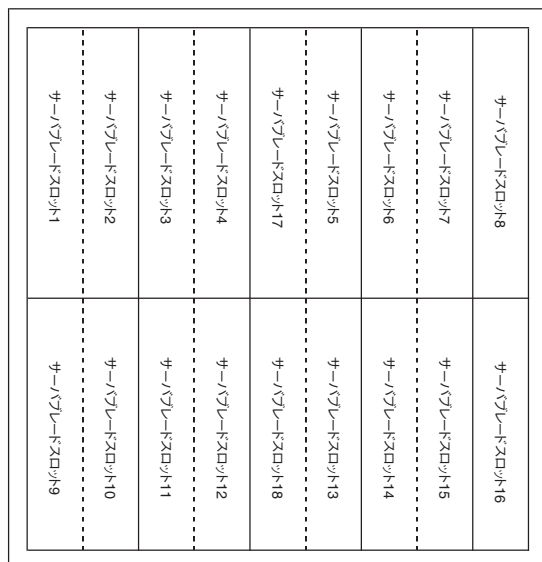 サーバブレードスロット1
サーバブレードスロット2
サーバブレードスロット3
サーバブレードスロット4
サーバブレードスロット17
サーバブレードスロット5
サーバブレードスロット6
サーバブレードスロット7
サーバブレードスロット8
サーバブレードスロット9
サーバブレードスロット10
サーバブレードスロット11
サーバブレードスロット12
サーバブレードスロット18
サーバブレードスロット13
サーバブレードスロット14
サーバブレードスロット15
サーバブレードスロット16